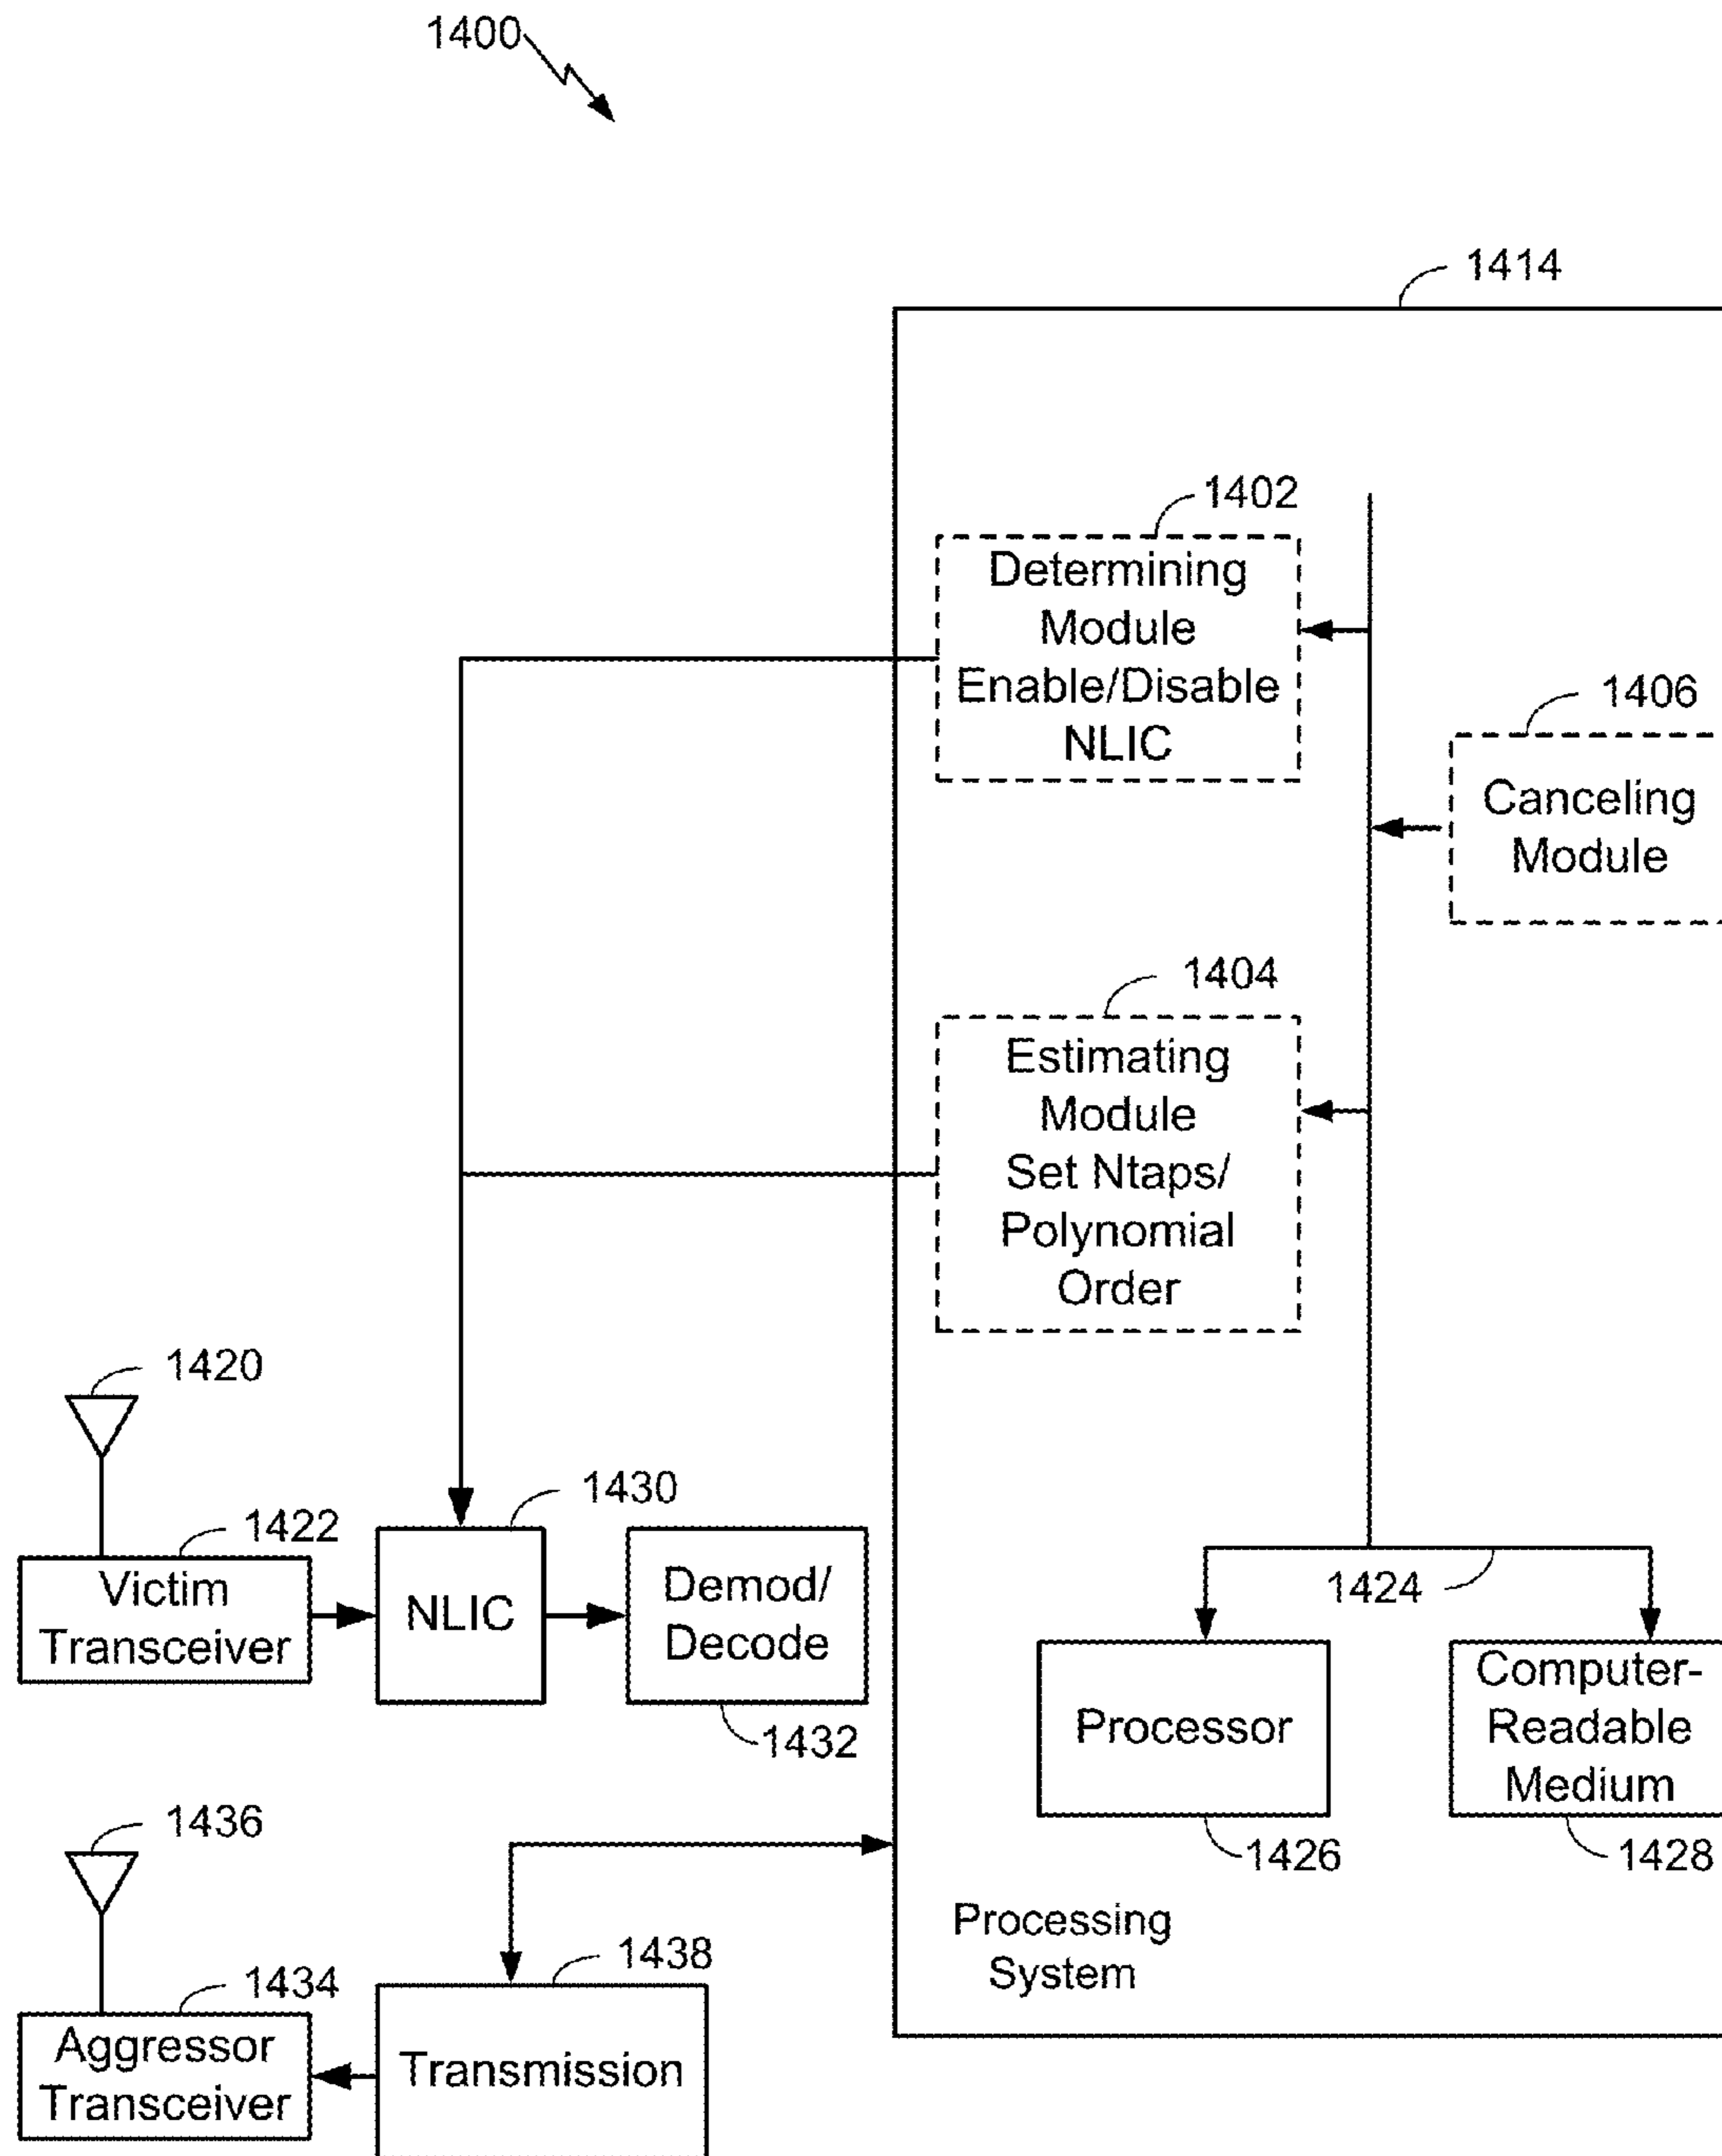 1400
1414
1402
Determining
Module
Enable/Disable
NLIC
1406
Canceling
Module
1404
Estimating
Module
Set Ntaps/
Polynomial
Order
1420
1422
Victim
Transceiver
1430
NLIC
Demod/
Decode
1432
1424
Processor
1426
Computer-
Readable
Medium
1428
Processing
System
1436
1434
Aggressor
Transceiver
1438
Transmission